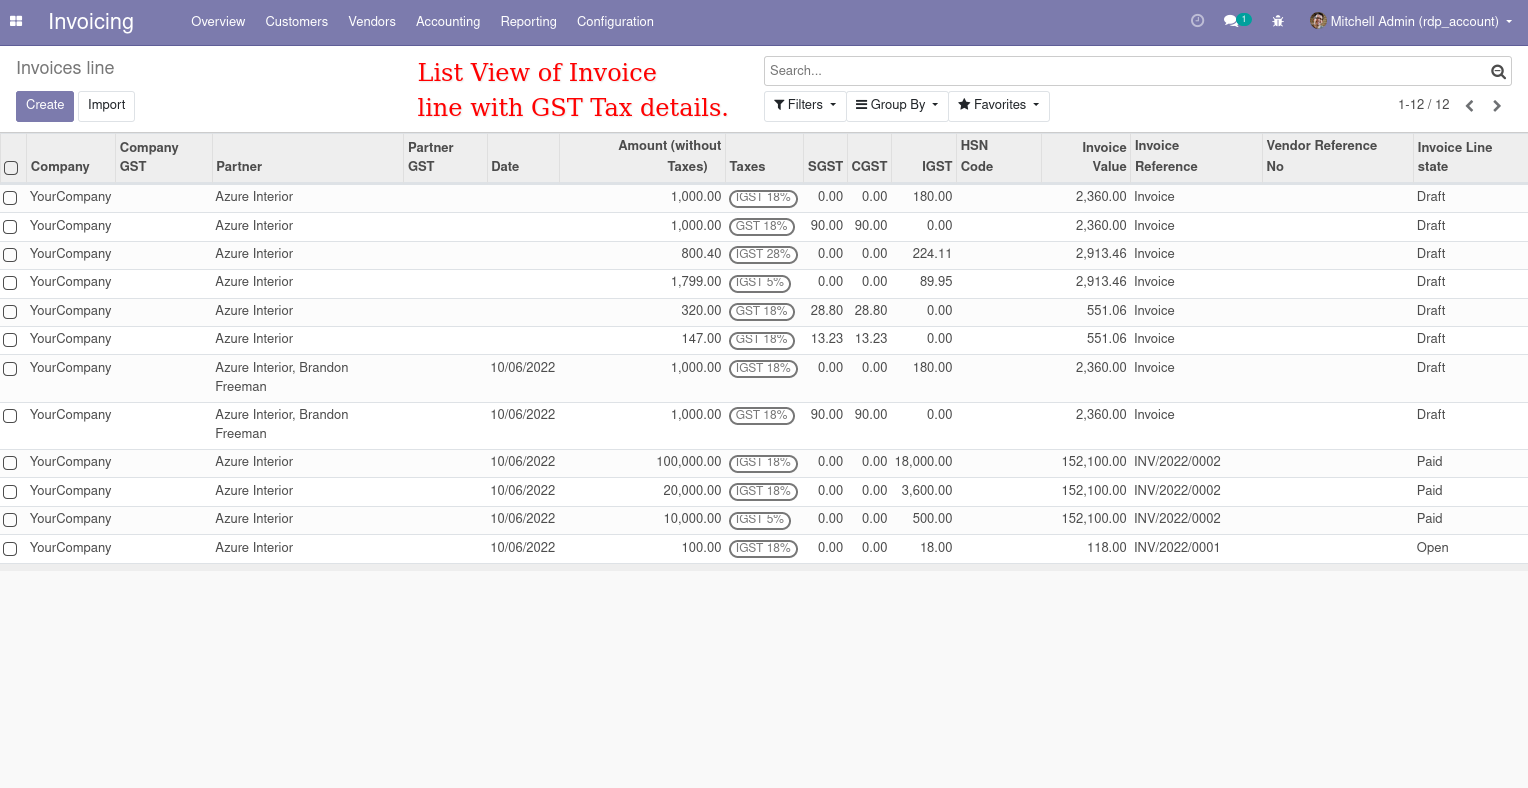 Invoicing Overview Customers Vendors Accounting Reporting Configuration 1 Mitchell Admin (rdp_account)
Invoices line
List View of Invoice
line with GST Tax details.
Search...
Create Import
Filters Group By Favorites 1-12 / 12
Company Company GST Partner Partner GST Date Amount (without Taxes) Taxes SGST CGST IGST HSN Code Invoice Value Invoice Reference Vendor Reference No Invoice Line state
YourCompany Azure Interior 1,000.00 IGST 18% 0.00 0.00 180.00 2,360.00 Invoice Draft
YourCompany Azure Interior 1,000.00 GST 18% 90.00 90.00 0.00 2,360.00 Invoice Draft
YourCompany Azure Interior 800.40 IGST 28% 0.00 0.00 224.11 2,913.46 Invoice Draft
YourCompany Azure Interior 1,799.00 IGST 5% 0.00 0.00 89.95 2,913.46 Invoice Draft
YourCompany Azure Interior 320.00 GST 18% 28.80 28.80 0.00 551.06 Invoice Draft
YourCompany Azure Interior 147.00 GST 18% 13.23 13.23 0.00 551.06 Invoice Draft
YourCompany Azure Interior, Brandon Freeman 10/06/2022 1,000.00 IGST 18% 0.00 0.00 180.00 2,360.00 Invoice Draft
YourCompany Azure Interior, Brandon Freeman 10/06/2022 1,000.00 GST 18% 90.00 90.00 0.00 2,360.00 Invoice Draft
YourCompany Azure Interior 10/06/2022 100,000.00 IGST 18% 0.00 0.00 18,000.00 152,100.00 INV/2022/0002 Paid
YourCompany Azure Interior 10/06/2022 20,000.00 IGST 18% 0.00 0.00 3,600.00 152,100.00 INV/2022/0002 Paid
YourCompany Azure Interior 10/06/2022 10,000.00 IGST 5% 0.00 0.00 500.00 152,100.00 INV/2022/0002 Paid
YourCompany Azure Interior 10/06/2022 100.00 IGST 18% 0.00 0.00 18.00 118.00 INV/2022/0001 Open